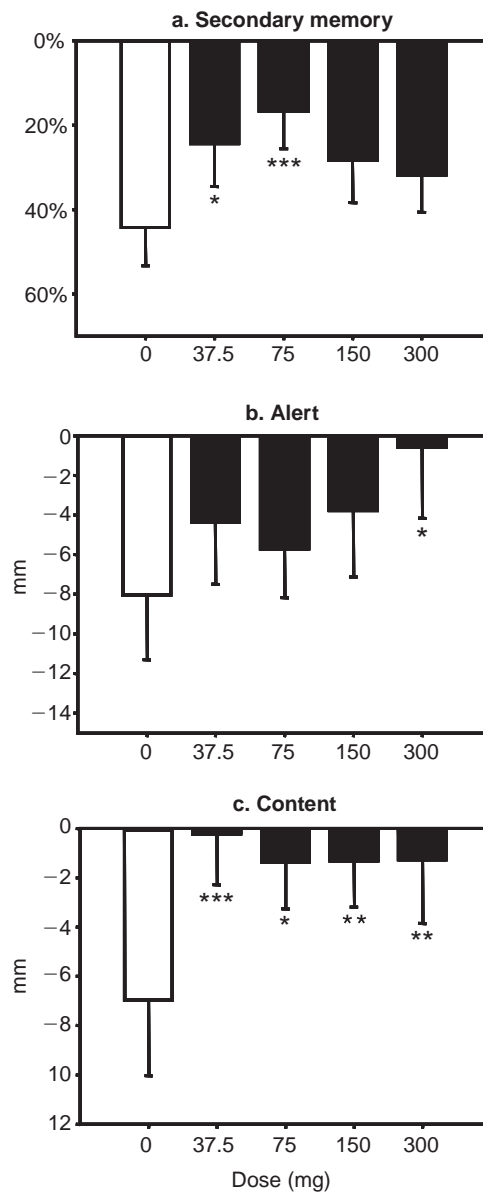 a. Secondary memory
0%
20%
40%
60%
*
***
0 37.5 75 150 300
b. Alert
0
−2
−4
−6
−8
−10
−12
−14
mm
*
0 37.5 75 150 300
c. Content
0
−2
−4
−6
−8
10
12
mm
***
*
**
**
0 37.5 75 150 300
Dose (mg)